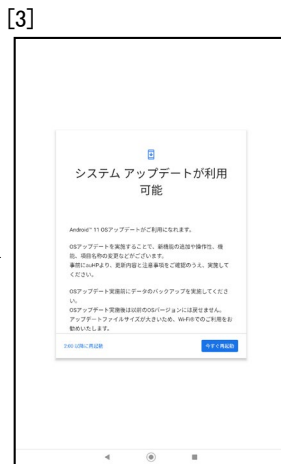 [3]
システム アップデートが利用
可能
Android™ 11 OSアップデートがご利用になれます。
OSアップデートを実施することで、新機能の追加や操作性、機
能、項目名称の変更などがございます。
事前にauHPより、更新内容と注意事項をご確認のうえ、実施して
ください。
OSアップデート実施前にデータのバックアップを実施してくださ
い。
OSアップデート実施後は以前のOSバージョンには戻せません。
アップデートファイルサイズが大きいため、Wi-Fi®でのご利用をお
勧めいたします。
2:00 以降に再起動
今すぐ再起動